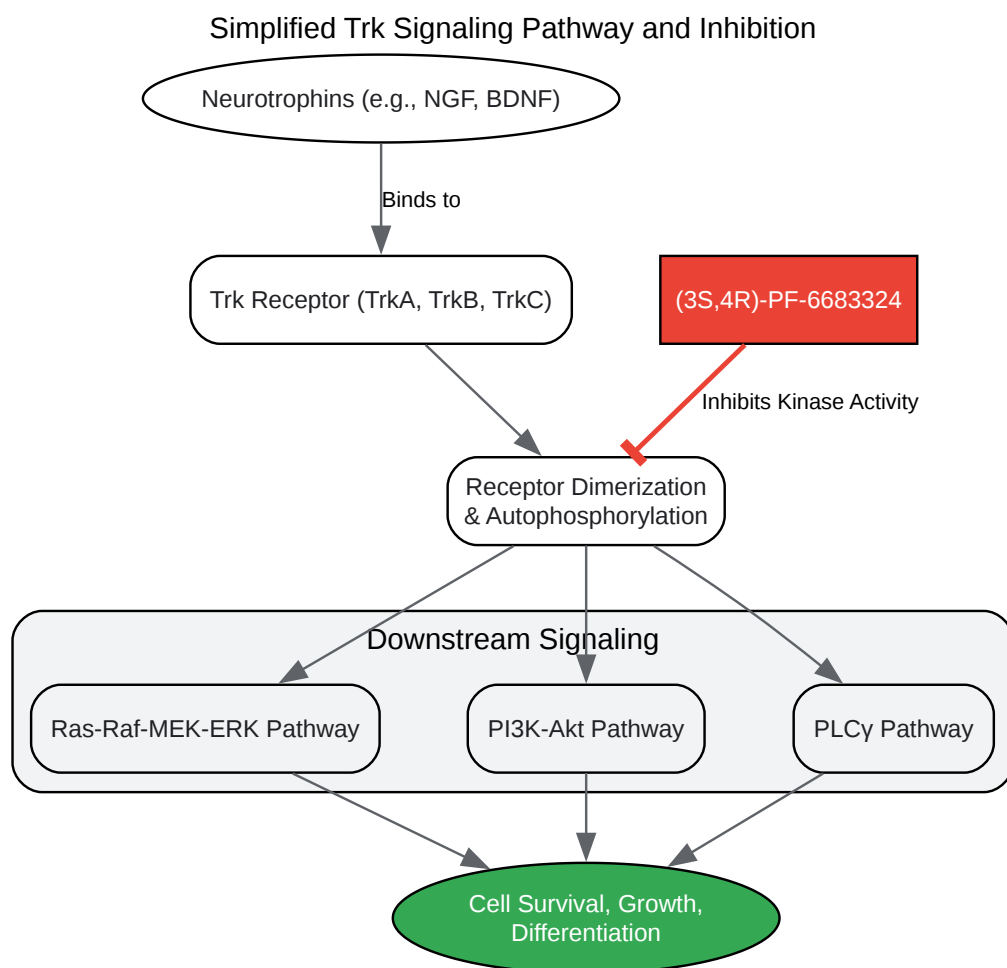 Simplified Trk Signaling Pathway and Inhibition
Neurotrophins (e.g., NGF, BDNF)
Binds to
Trk Receptor (TrkA, TrkB, TrkC)
(3S,4R)-PF-6683324
Inhibits Kinase Activity
Receptor Dimerization
& Autophosphorylation
Downstream Signaling
Ras-Raf-MEK-ERK Pathway
PI3K-Akt Pathway
PLCγ Pathway
Cell Survival, Growth,
Differentiation